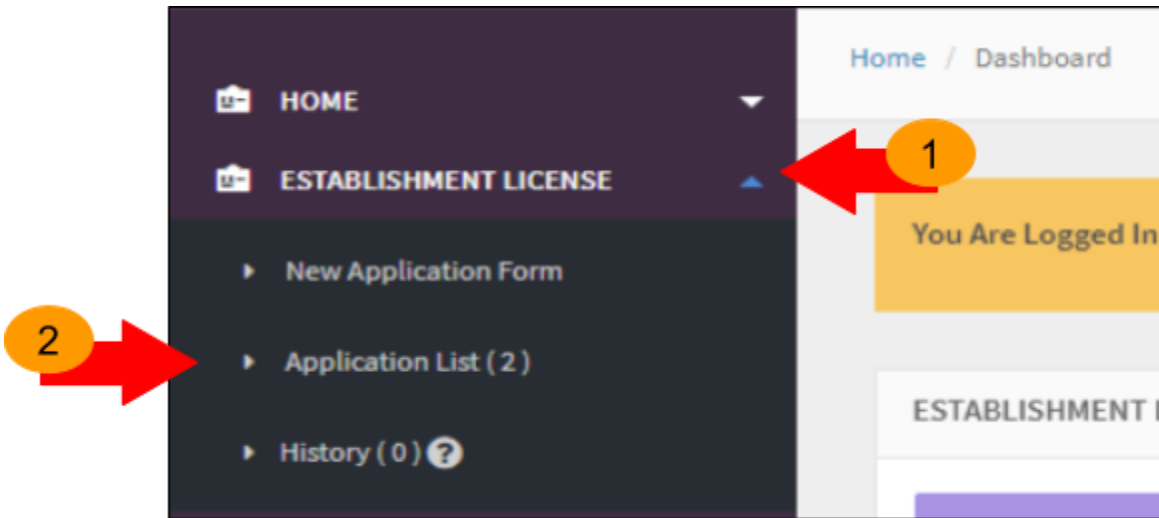 Home / Dashboard
HOME
1
ESTABLISHMENT LICENSE
You Are Logged In
New Application Form
2
Application List ( 2 )
ESTABLISHMENT
History ( 0 ) ?